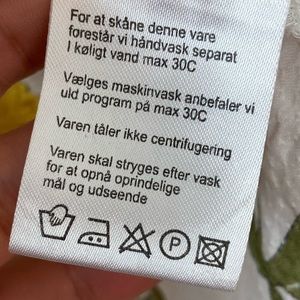 For at skåne denne vare
forestår vi håndvask separat
I køligt vand max 30C
Vælges maskinvask anbefaler vi
uld program på max 30C
Varen tåler ikke centrifugering
Varen skal stryges efter vask
for at opnå oprindelige
mål og udseende
P